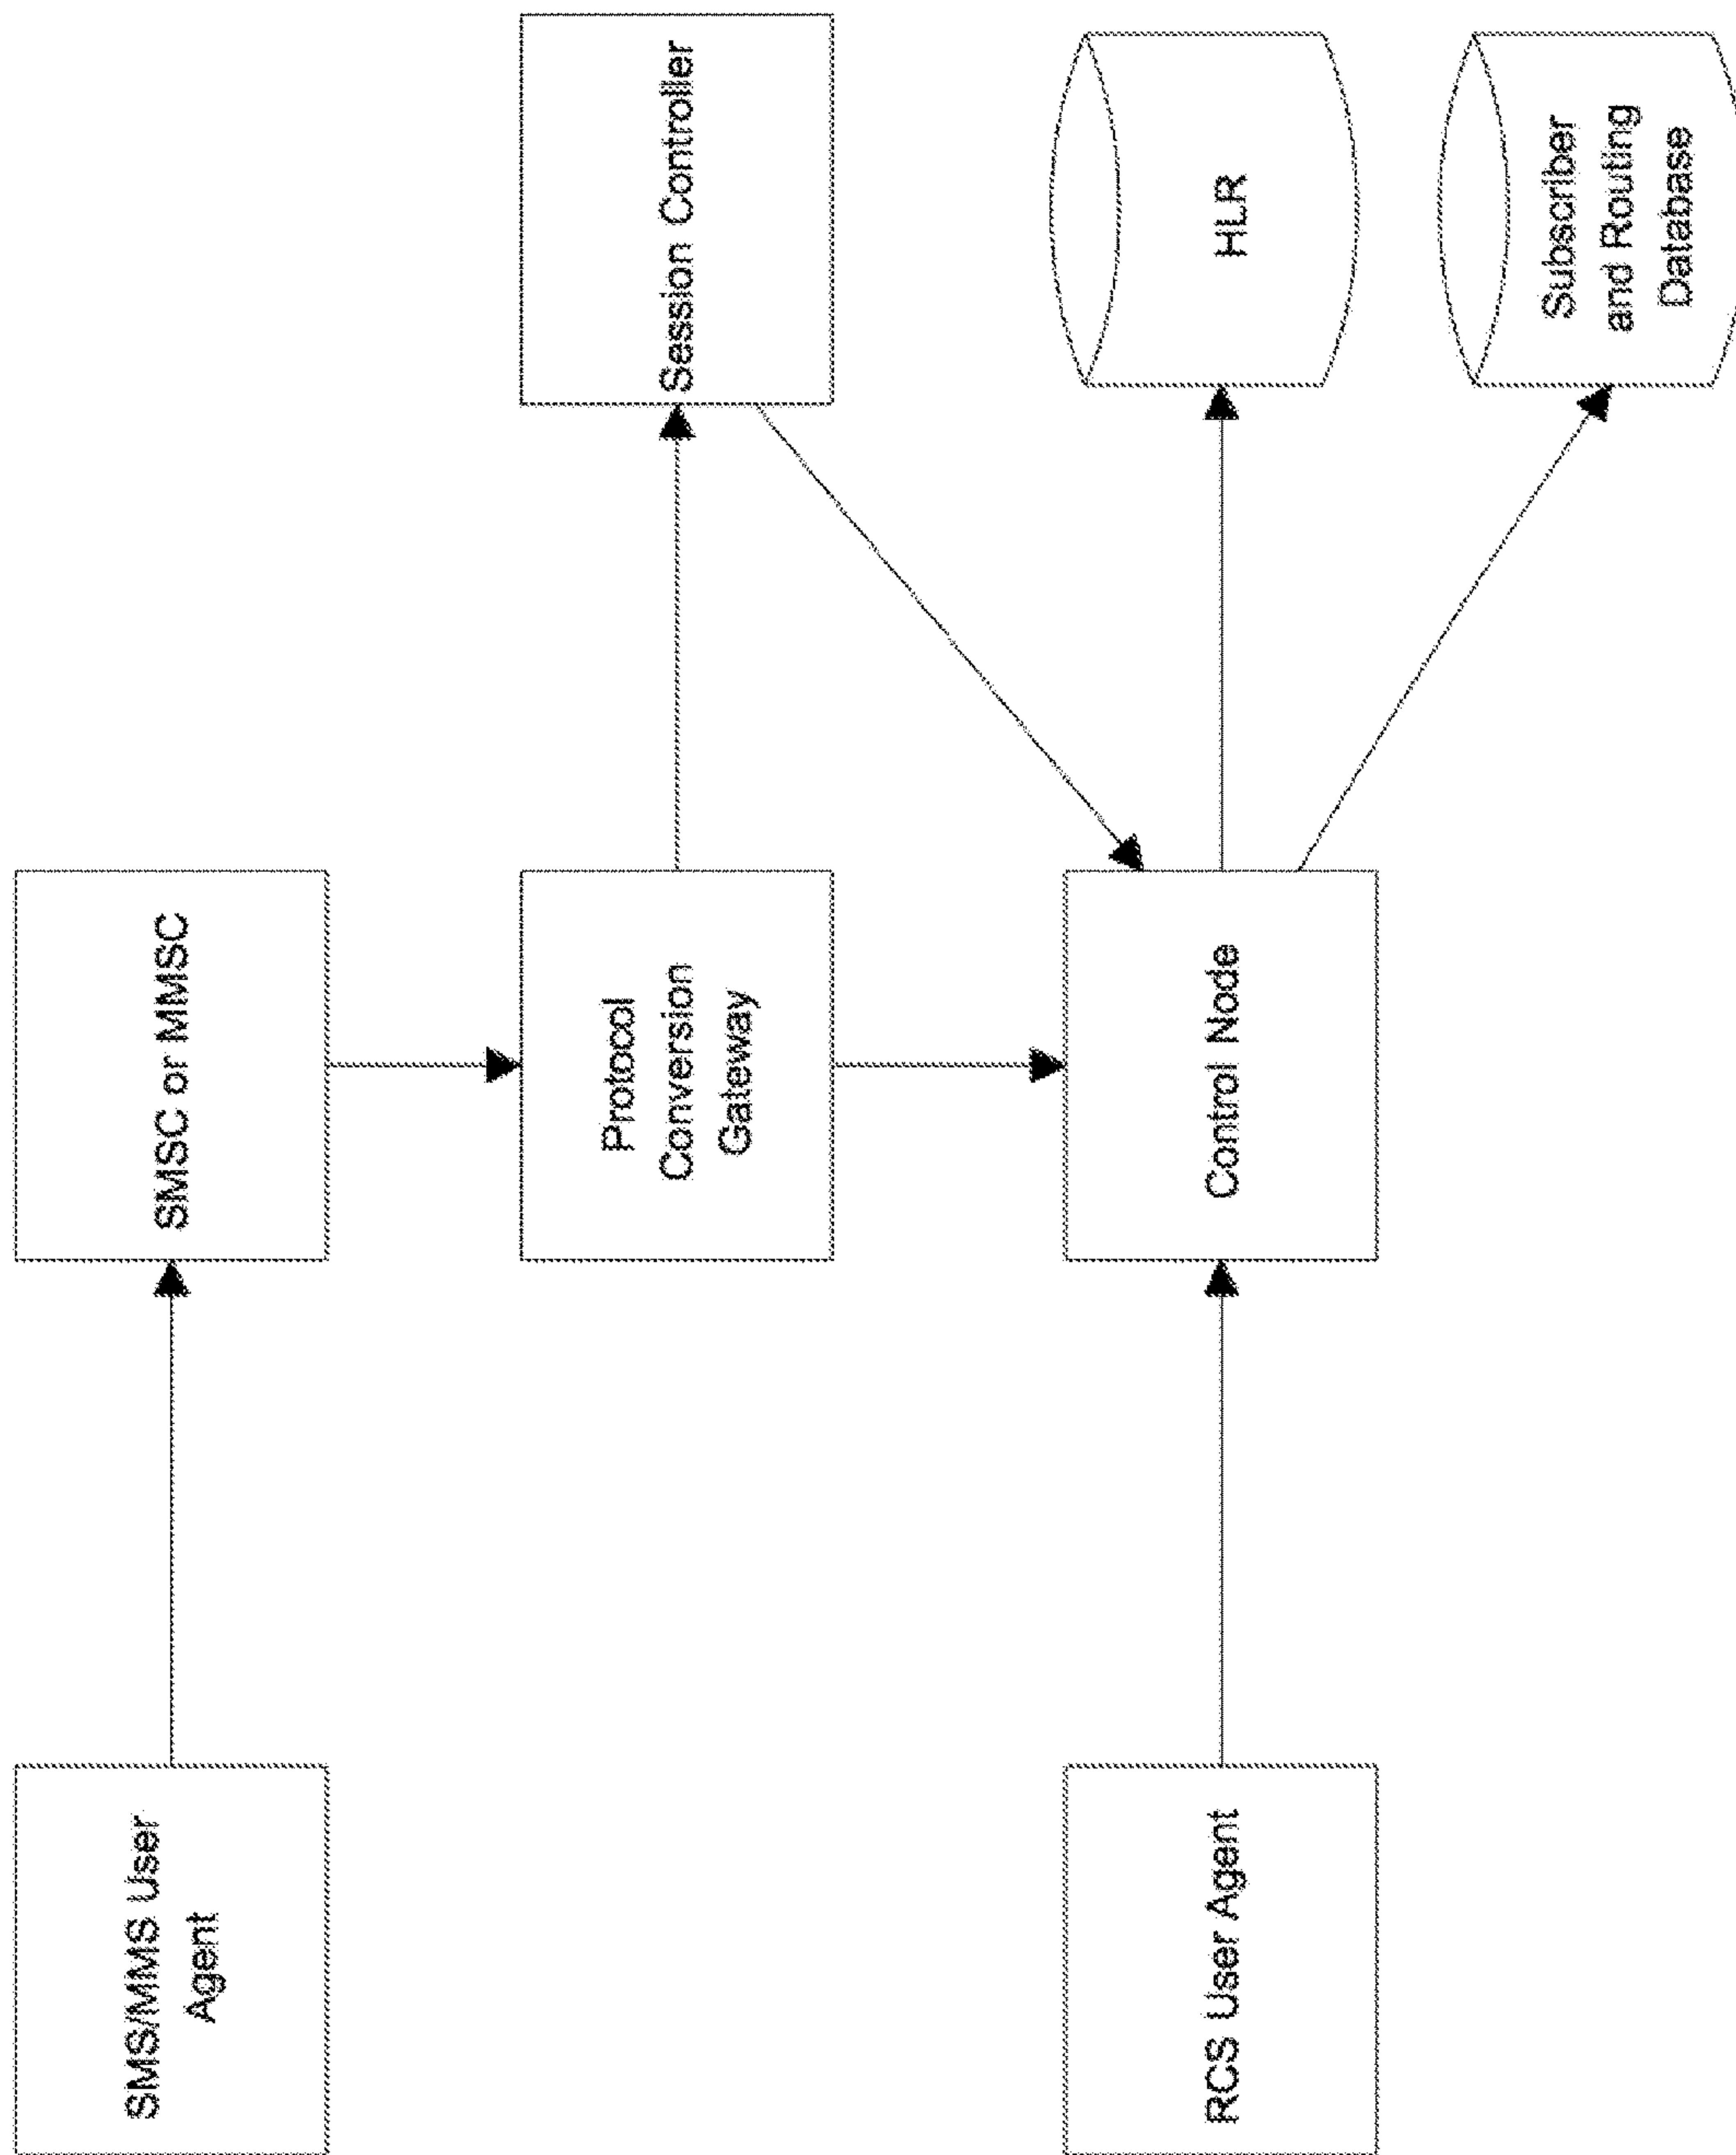 SMS/MMS User
Agent
SMSC or MMSC
Protocol
Conversion
Gateway
Session Controller
RCS User Agent
Control Node
HLR
Subscriber
and Routing
Database